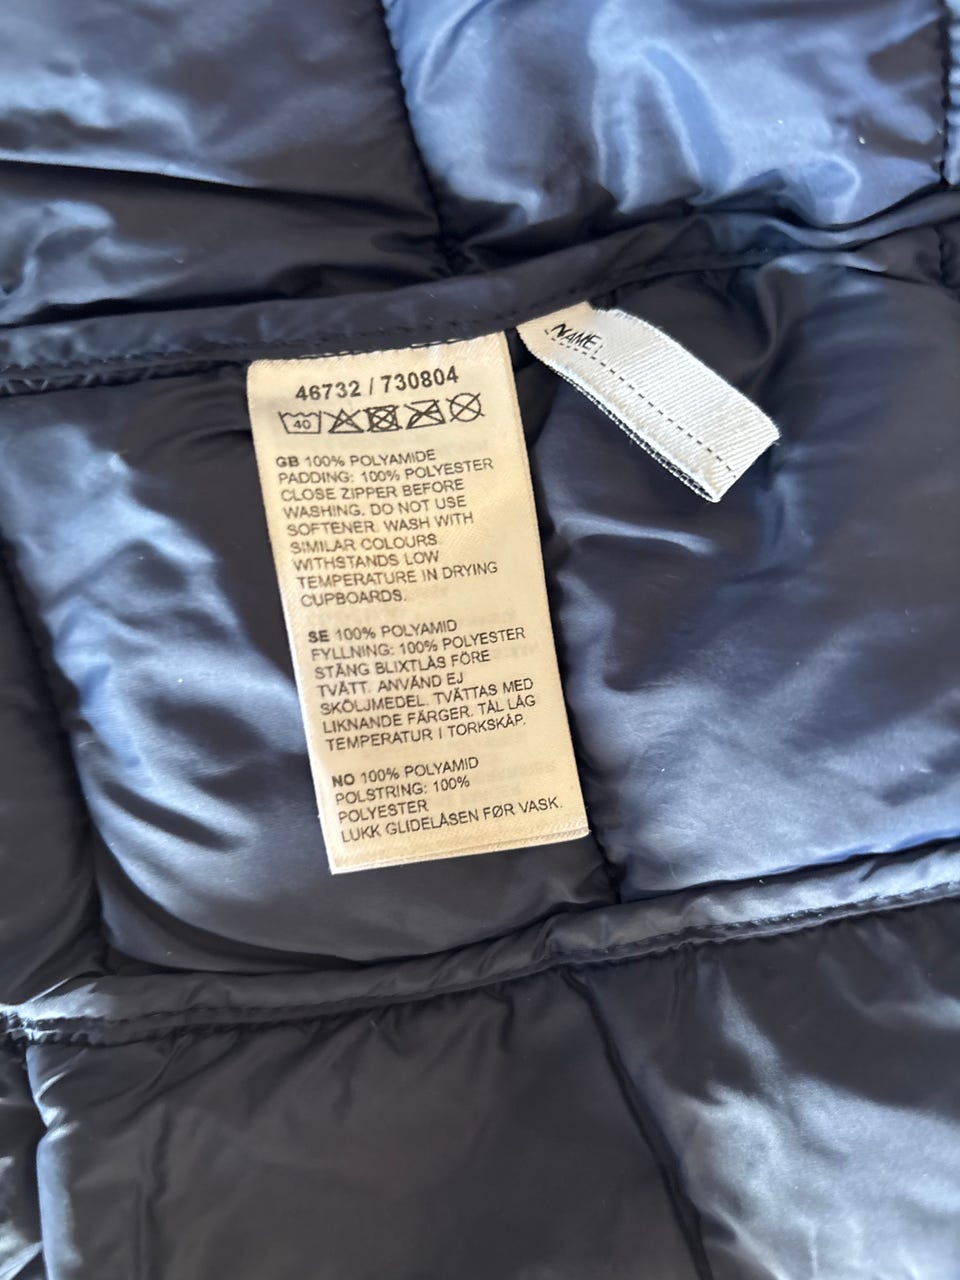 46732 / 730804
40
GB 100% POLYAMIDE
PADDING: 100% POLYESTER
CLOSE ZIPPER BEFORE
WASHING. DO NOT USE
SOFTENER. WASH WITH
SIMILAR COLOURS
WITHSTANDS LOW
TEMPERATURE IN DRYING
CUPBOARDS.
SE 100% POLYAMID
FYLLNING: 100% POLYESTER
STÄNG BLIXTLÅS FÖRE
TVÄTT. ANVÄND EJ
SKÖLJMEDEL. TVÄTTAS MED
LIKNANDE FÄRGER. TÅL LÅG
TEMPERATUR I TORKSKÅP.
NO 100% POLYAMID
POLSTRING: 100%
POLYESTER
LUKK GLIDELÅSEN FØR VASK.
NAME